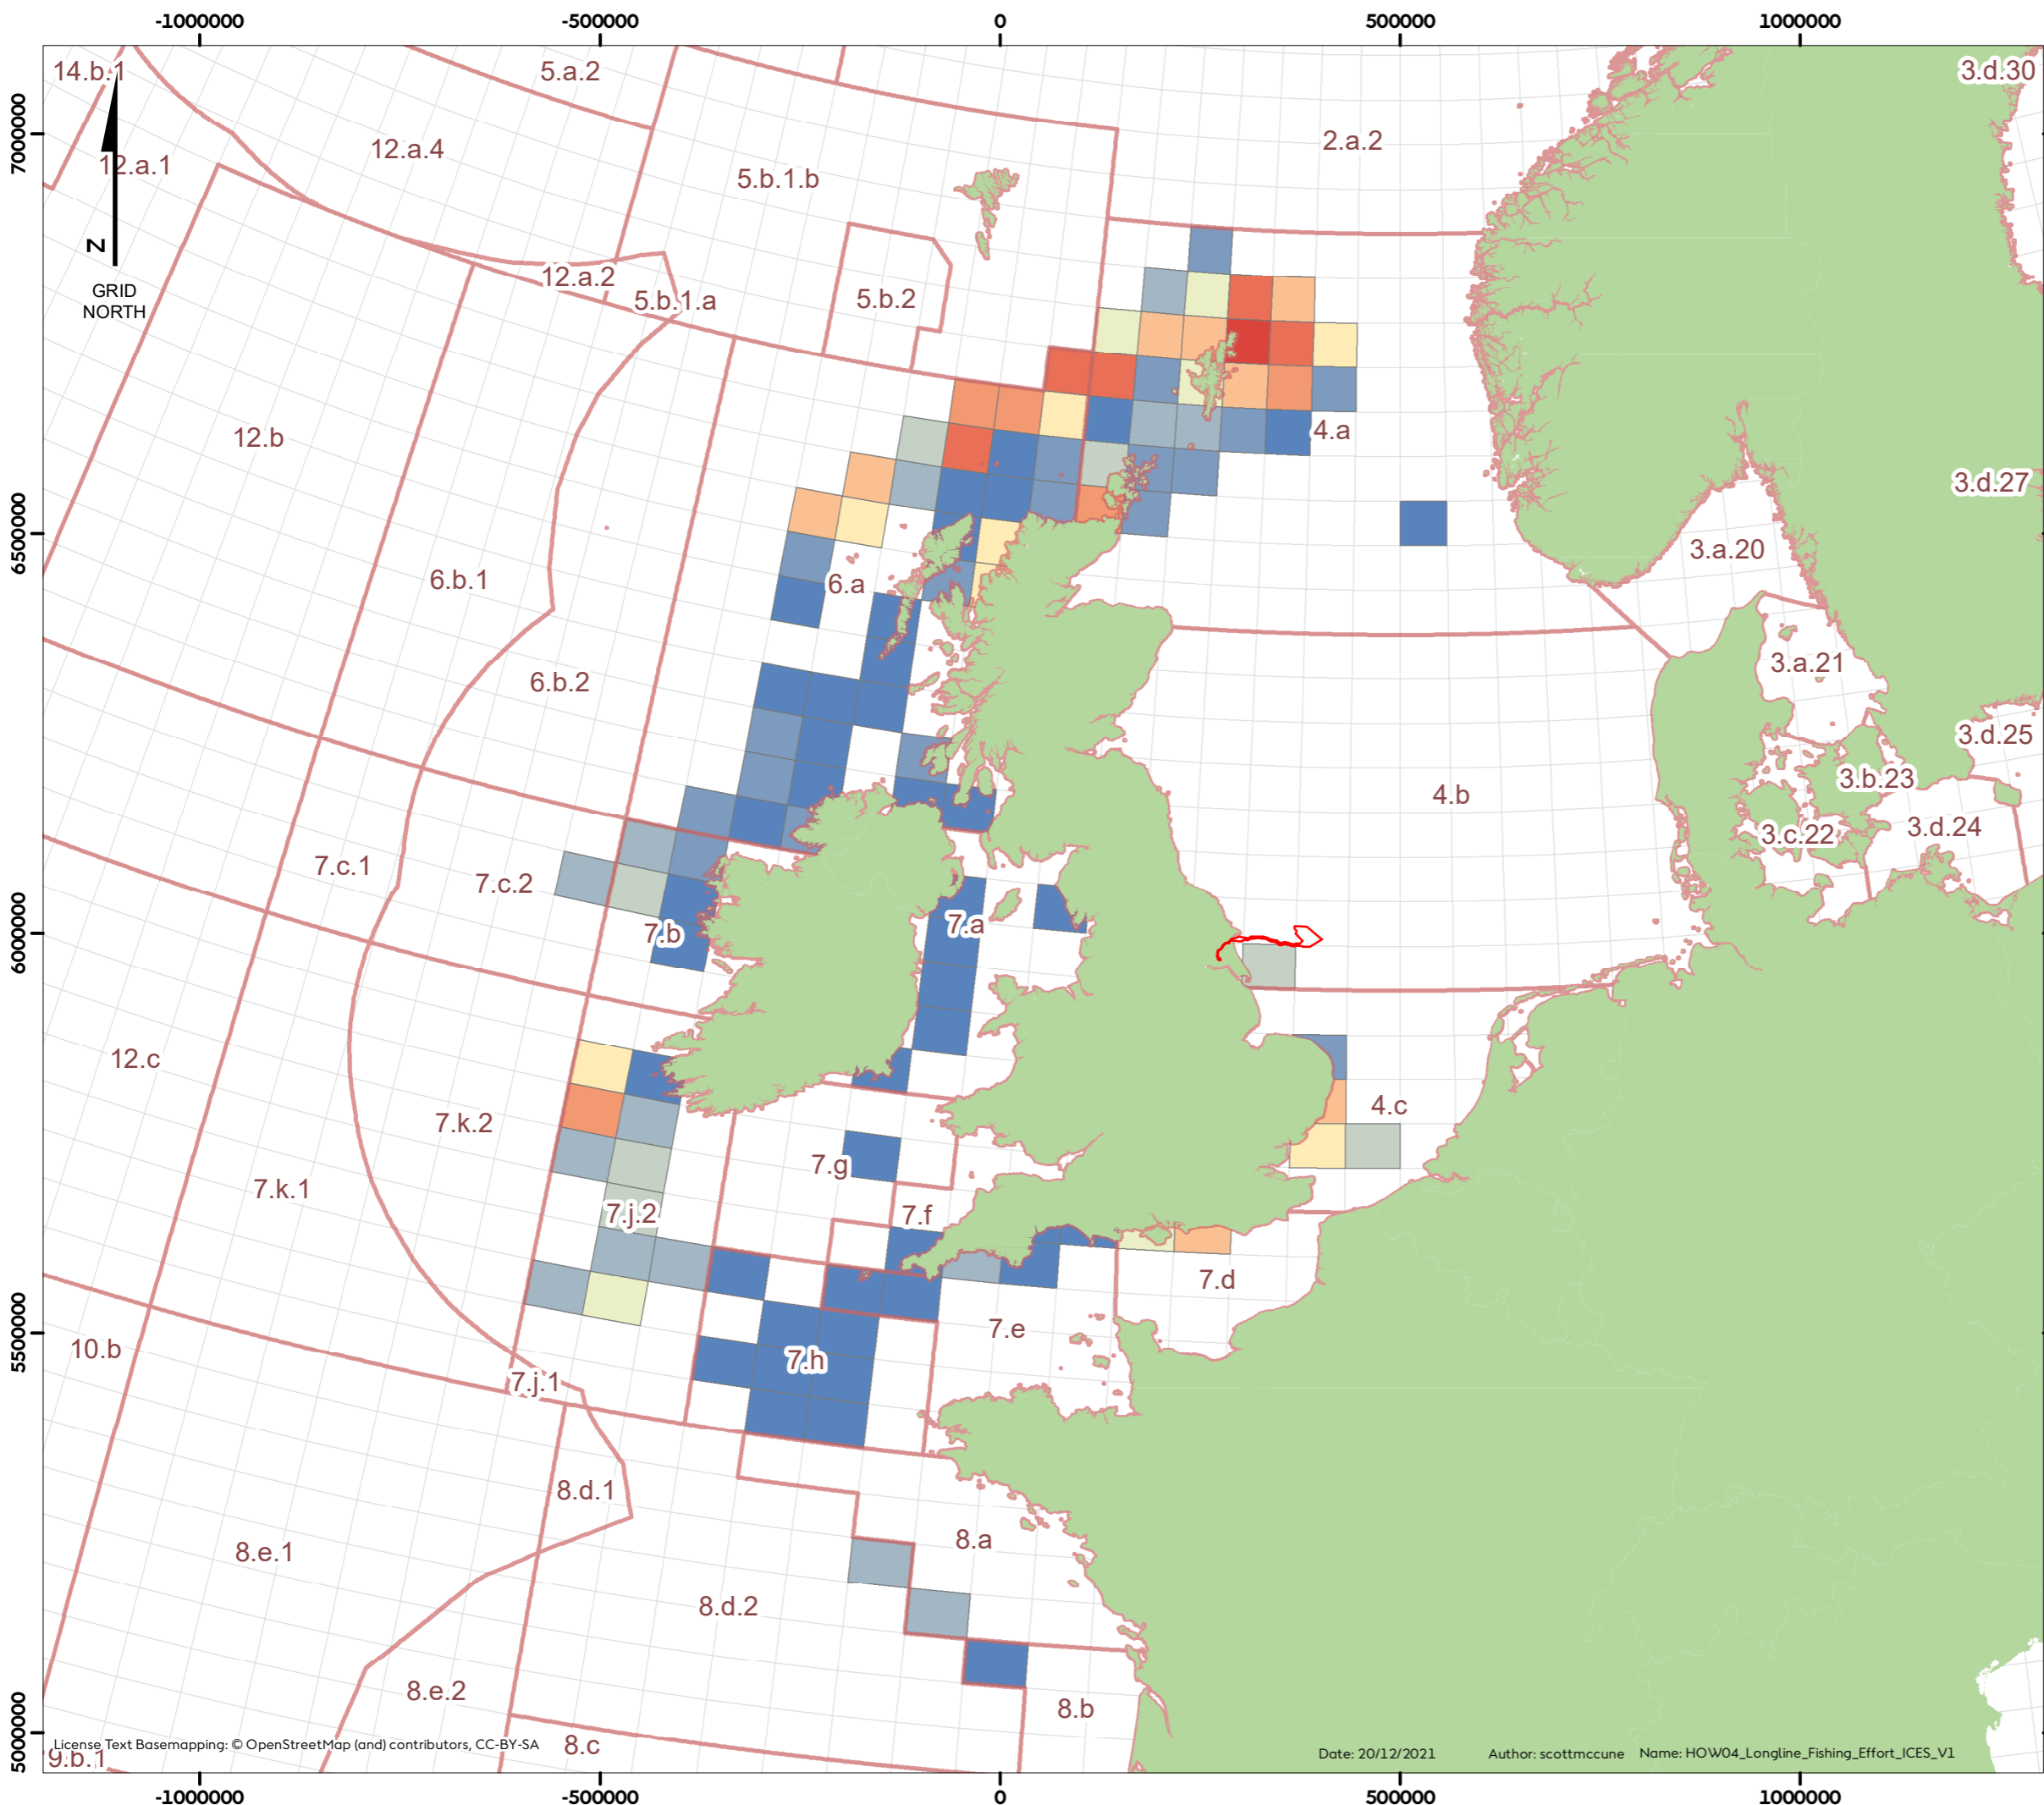 -1000000 -500000 0 500000 1000000
14.b.1
5.a.2
3.d.30
7000000
12.a.4
2.a.2
12.a.1
5.b.1.b
Z
12.a.2
GRID
NORTH
5.b.1.a
5.b.2
12.b
4.a
3.d.27
6500000
3.a.20
6.b.1
6.a
3.a.21
6.b.2
3.d.25
3.b.23
4.b
3.c.22
3.d.24
7.c.1
7.c.2
6000000
7.b
7.a
12.c
4.c
7.k.2
7.g
7.k.1
7.j.2
7.f
7.d
5500000
10.b
7.e
7.h
7.j.1
8.d.1
8.a
8.e.1
8.d.2
8.e.2
8.b
5000000
License Text Basemapping: © OpenStreetMap (and) contributors, CC-BY-SA
8.c
9.b.1
Date: 20/12/2021 Author: scottmccune Name: HOW04_Longline_Fishing_Effort_ICES_V1
-1000000 -500000 0 500000 1000000